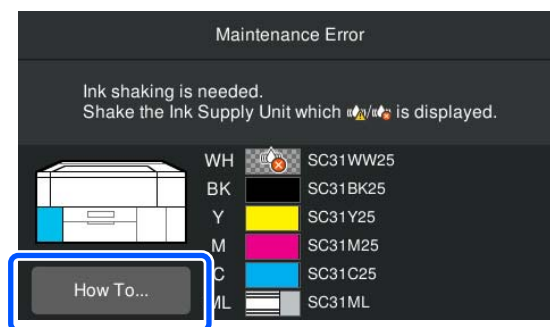 Maintenance Error
Ink shaking is needed.
Shake the Ink Supply Unit which / is displayed.
WH SC31WW25
BK SC31BK25
Y SC31Y25
M SC31M25
C SC31C25
ML SC31ML
How To...